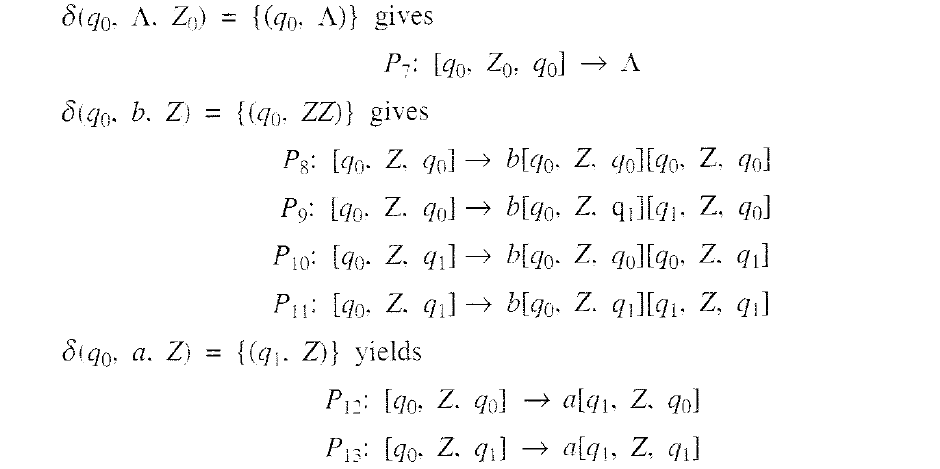 δ(q₀, Λ, Z₀) = {(q₀, Λ)} gives
P₇: [q₀, Z₀, q₀] → Λ
δ(q₀, b, Z) = {(q₀, ZZ)} gives
P₈: [q₀, Z, q₀] → b[q₀, Z, q₀][q₀, Z, q₀]
P₉: [q₀, Z, q₀] → b[q₀, Z, q₁][q₁, Z, q₀]
P₁₀: [q₀, Z, q₁] → b[q₀, Z, q₀][q₀, Z, q₁]
P₁₁: [q₀, Z, q₁] → b[q₀, Z, q₁][q₁, Z, q₁]
δ(q₀, a, Z) = {(q₁, Z)} yields
P₁₂: [q₀, Z, q₀] → a[q₁, Z, q₀]
P₁₃: [q₀, Z, q₁] → a[q₁, Z, q₁]